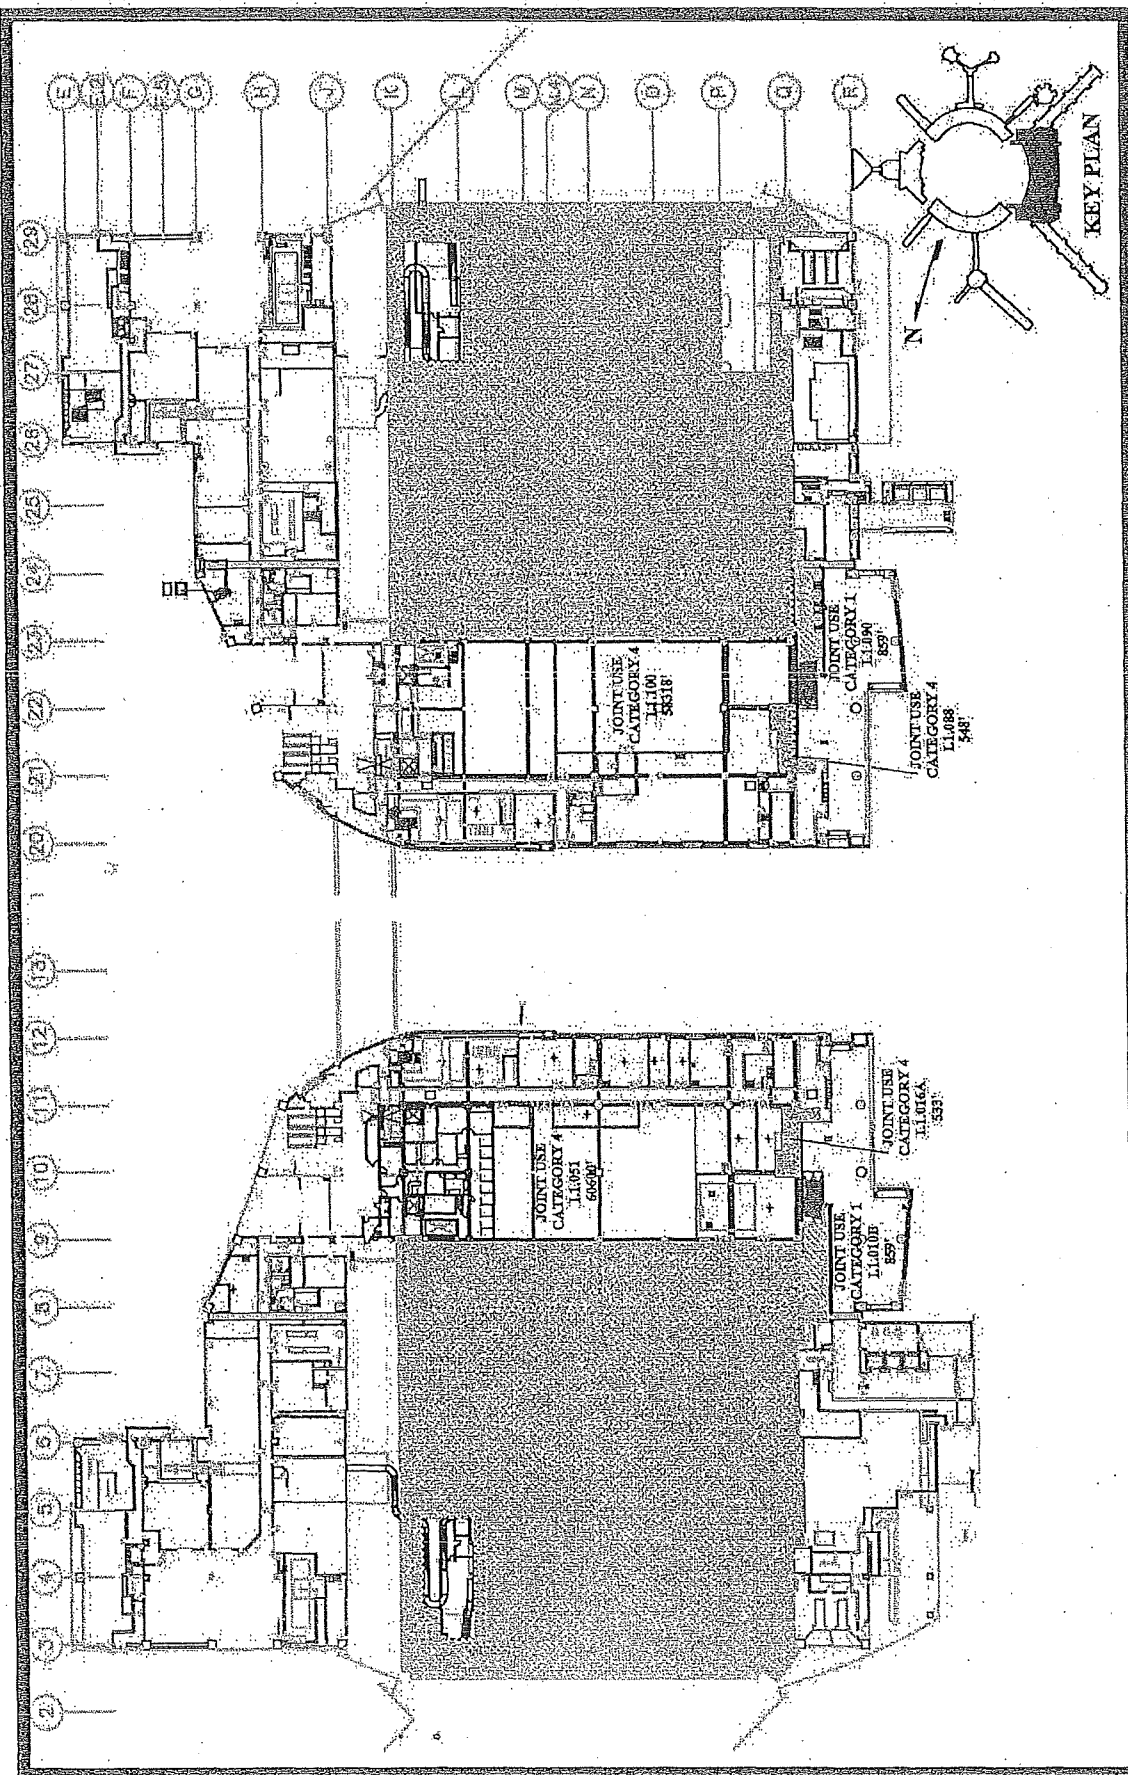 E
F
G
H
J
K
L
M
N
P
Q
R
29
28
27
26
25
24
23
22
21
20
13
12
11
10
9
8
7
6
5
4
3
2
N
KEY PLAN
JOINT USE
CATEGORY 4
L1.100
58318'
JOINT USE
CATEGORY 1
L1.090
859'
JOINT USE
CATEGORY 4
L1.088
548'
JOINT USE
CATEGORY 4
L1.051
60600'
JOINT USE
CATEGORY 4
L1.016A
533'
JOINT USE
CATEGORY 1
L1.010B
859'